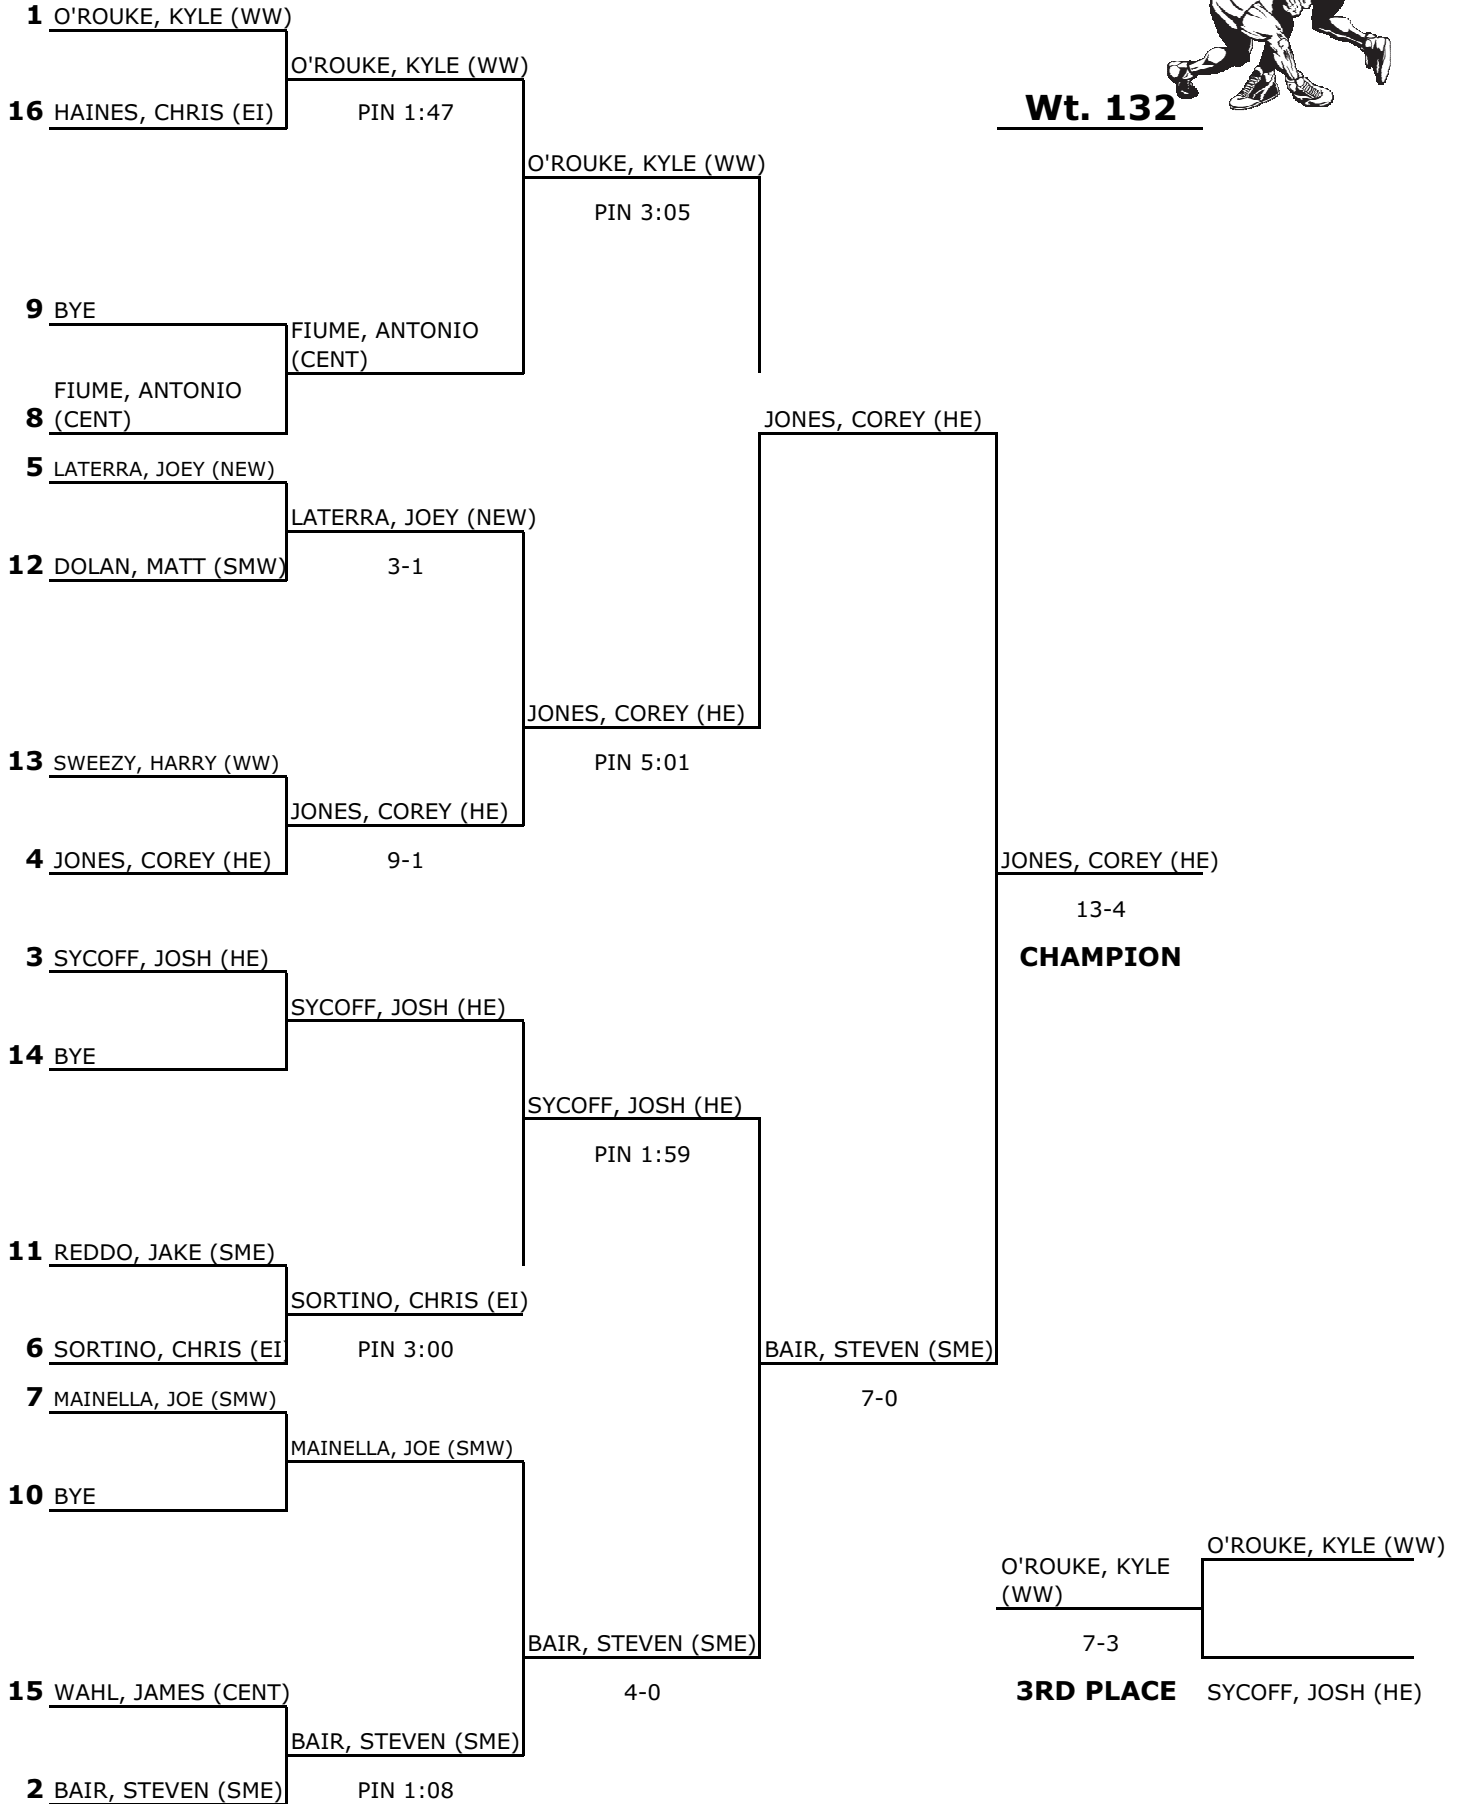 1 O'ROUKE, KYLE (WW)
O'ROUKE, KYLE (WW)
16 HAINES, CHRIS (EI)
PIN 1:47
Wt. 132
O'ROUKE, KYLE (WW)
PIN 3:05
9 BYE
FIUME, ANTONIO
(CENT)
FIUME, ANTONIO
8 (CENT)
JONES, COREY (HE)
5 LATERRA, JOEY (NEW)
LATERRA, JOEY (NEW)
12 DOLAN, MATT (SMW)
3-1
JONES, COREY (HE)
PIN 5:01
13 SWEEZY, HARRY (WW)
JONES, COREY (HE)
4 JONES, COREY (HE)
9-1
JONES, COREY (HE)
13-4
CHAMPION
3 SYCOFF, JOSH (HE)
SYCOFF, JOSH (HE)
14 BYE
SYCOFF, JOSH (HE)
PIN 1:59
11 REDDO, JAKE (SME)
SORTINO, CHRIS (EI)
6 SORTINO, CHRIS (EI)
PIN 3:00
BAIR, STEVEN (SME)
7-0
7 MAINELLA, JOE (SMW)
MAINELLA, JOE (SMW)
10 BYE
O'ROUKE, KYLE (WW)
O'ROUKE, KYLE
(WW)
BAIR, STEVEN (SME)
4-0
7-3
3RD PLACE
SYCOFF, JOSH (HE)
15 WAHL, JAMES (CENT)
BAIR, STEVEN (SME)
2 BAIR, STEVEN (SME)
PIN 1:08